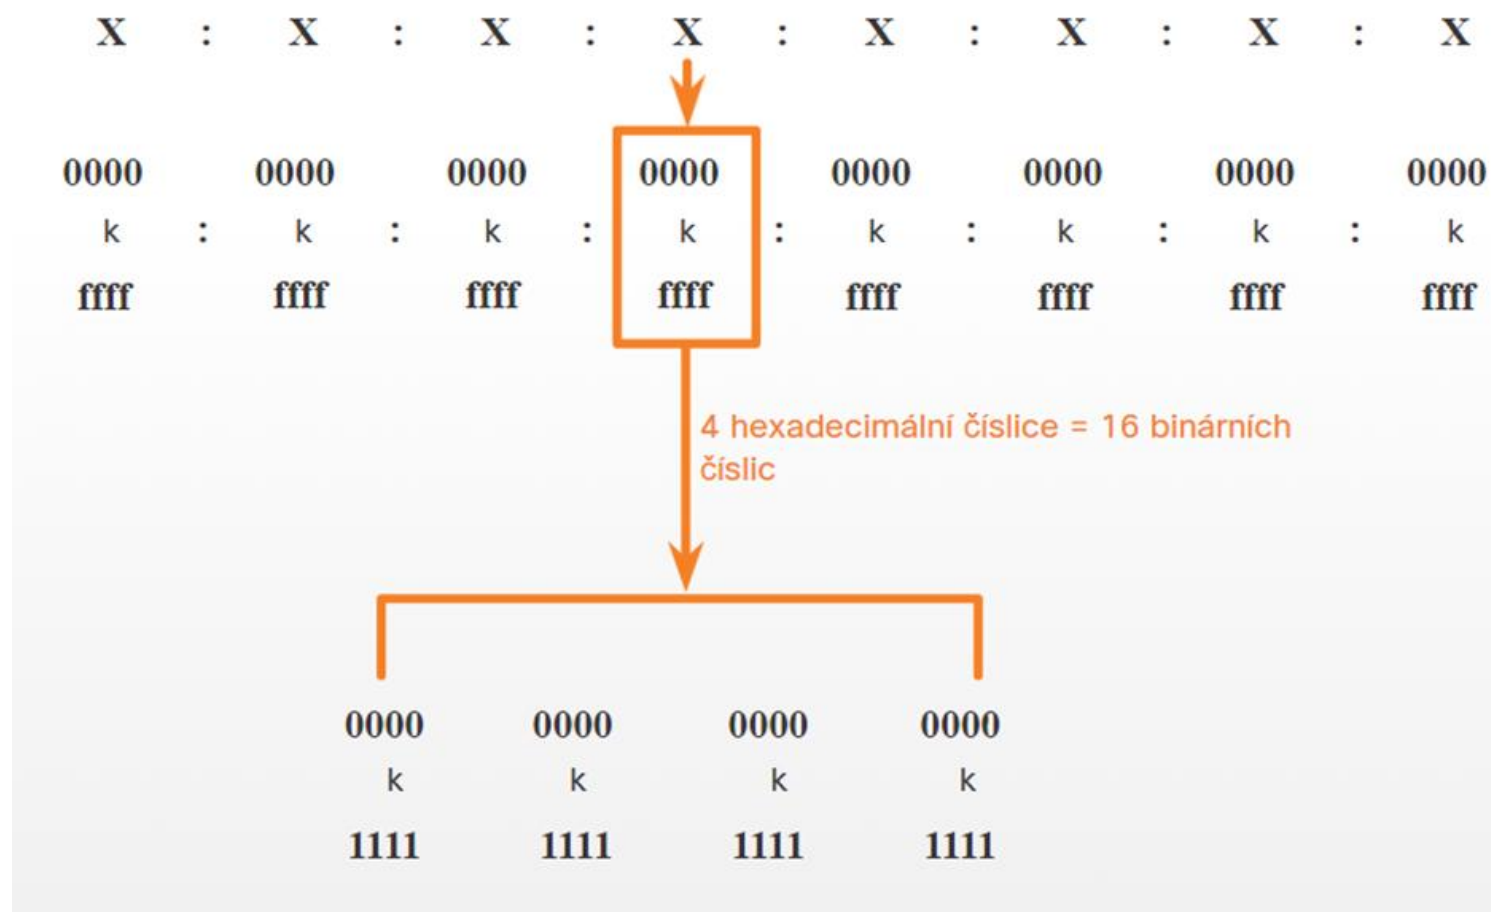 X : X : X : X : X : X : X : X
0000 0000 0000 0000 0000 0000 0000 0000
k : k : k : k : k : k : k : k
ffff ffff ffff ffff ffff ffff ffff ffff
4 hexadecimální číslice = 16 binárních
číslic
0000 0000 0000 0000
k k k k
1111 1111 1111 1111